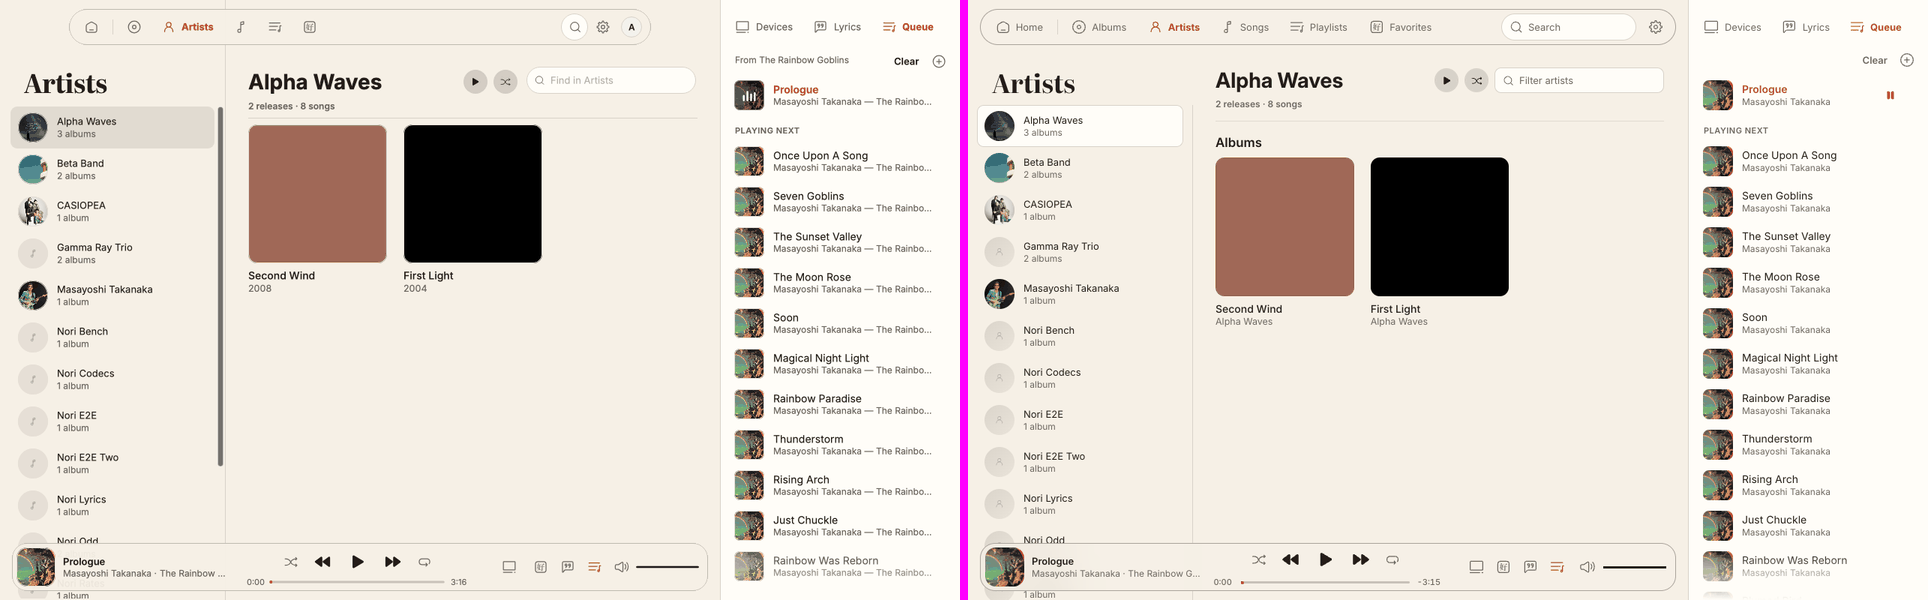 Artists
A
Artists
Alpha Waves
3 albums
Beta Band
2 albums
CASIOPEA
1 album
Gamma Ray Trio
2 albums
Masayoshi Takanaka
1 album
Nori Bench
1 album
Nori Codecs
1 album
Nori E2E
1 album
Nori E2E Two
1 album
Nori Lyrics
1 album
Nori Odd
1 album
Alpha Waves
2 releases · 8 songs
Find in Artists
Second Wind
2008
First Light
2004
Prologue
Masayoshi Takanaka · The Rainbow ...
0:00
3:16
Devices
Lyrics
Queue
From The Rainbow Goblins
Clear
Prologue
Masayoshi Takanaka — The Rainbo...
PLAYING NEXT
Once Upon A Song
Masayoshi Takanaka — The Rainbo...
Seven Goblins
Masayoshi Takanaka — The Rainbo...
The Sunset Valley
Masayoshi Takanaka — The Rainbo...
The Moon Rose
Masayoshi Takanaka — The Rainbo...
Soon
Masayoshi Takanaka — The Rainbo...
Magical Night Light
Masayoshi Takanaka — The Rainbo...
Rainbow Paradise
Masayoshi Takanaka — The Rainbo...
Thunderstorm
Masayoshi Takanaka — The Rainbo...
Rising Arch
Masayoshi Takanaka — The Rainbo...
Just Chuckle
Masayoshi Takanaka — The Rainbo...
Rainbow Was Reborn
Masayoshi Takanaka — The Rainbo...
Home
Albums
Artists
Songs
Playlists
Favorites
Search
Artists
Alpha Waves
3 albums
Beta Band
2 albums
CASIOPEA
1 album
Gamma Ray Trio
2 albums
Masayoshi Takanaka
1 album
Nori Bench
1 album
Nori Codecs
1 album
Nori E2E
1 album
Nori E2E Two
1 album
Nori Lyrics
1 album
Nori Odd
1 album
Alpha Waves
2 releases · 8 songs
Filter artists
Albums
Second Wind
Alpha Waves
First Light
Alpha Waves
Prologue
Masayoshi Takanaka · The Rainbow G...
0:00
-3:15
Devices
Lyrics
Queue
Clear
Prologue
Masayoshi Takanaka
PLAYING NEXT
Once Upon A Song
Masayoshi Takanaka
Seven Goblins
Masayoshi Takanaka
The Sunset Valley
Masayoshi Takanaka
The Moon Rose
Masayoshi Takanaka
Soon
Masayoshi Takanaka
Magical Night Light
Masayoshi Takanaka
Rainbow Paradise
Masayoshi Takanaka
Thunderstorm
Masayoshi Takanaka
Rising Arch
Masayoshi Takanaka
Just Chuckle
Masayoshi Takanaka
Rainbow Was Reborn
Masayoshi Takanaka